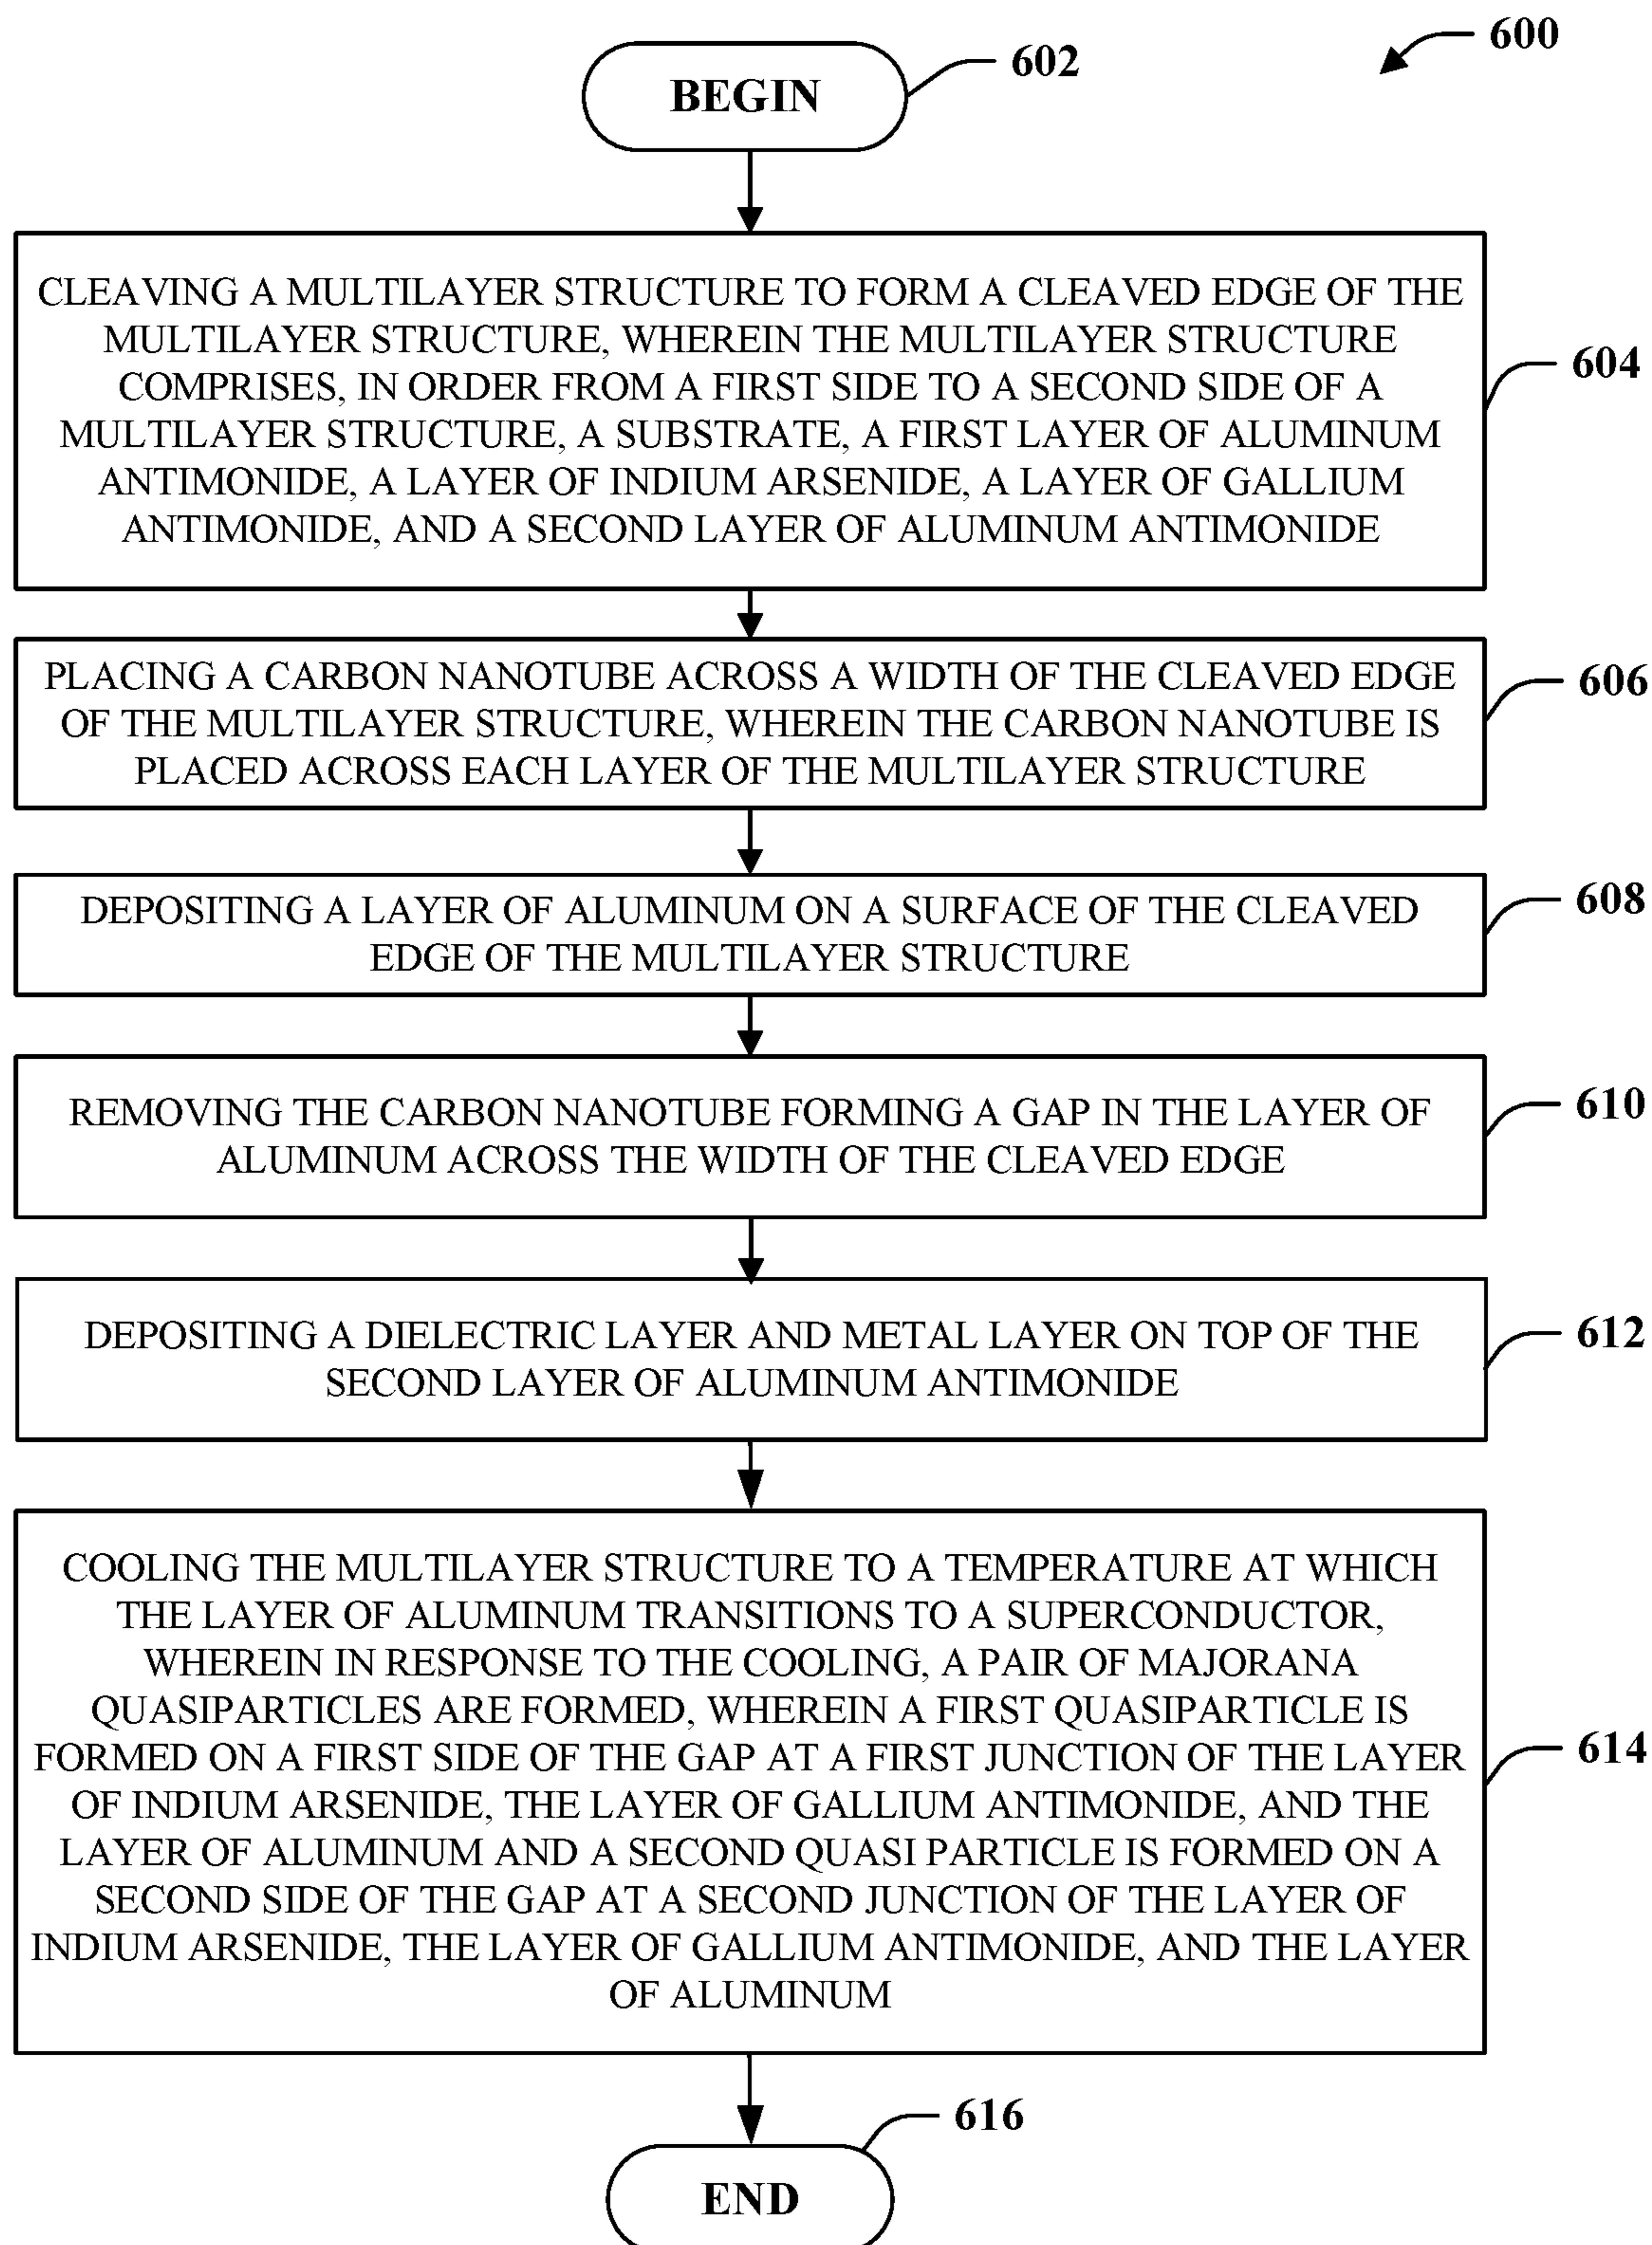 600
BEGIN
602
CLEAVING A MULTILAYER STRUCTURE TO FORM A CLEAVED EDGE OF THE
MULTILAYER STRUCTURE, WHEREIN THE MULTILAYER STRUCTURE
COMPRISES, IN ORDER FROM A FIRST SIDE TO A SECOND SIDE OF A
MULTILAYER STRUCTURE, A SUBSTRATE, A FIRST LAYER OF ALUMINUM
ANTIMONIDE, A LAYER OF INDIUM ARSENIDE, A LAYER OF GALLIUM
ANTIMONIDE, AND A SECOND LAYER OF ALUMINUM ANTIMONIDE
604
PLACING A CARBON NANOTUBE ACROSS A WIDTH OF THE CLEAVED EDGE
OF THE MULTILAYER STRUCTURE, WHEREIN THE CARBON NANOTUBE IS
PLACED ACROSS EACH LAYER OF THE MULTILAYER STRUCTURE
606
DEPOSITING A LAYER OF ALUMINUM ON A SURFACE OF THE CLEAVED
EDGE OF THE MULTILAYER STRUCTURE
608
REMOVING THE CARBON NANOTUBE FORMING A GAP IN THE LAYER OF
ALUMINUM ACROSS THE WIDTH OF THE CLEAVED EDGE
610
DEPOSITING A DIELECTRIC LAYER AND METAL LAYER ON TOP OF THE
SECOND LAYER OF ALUMINUM ANTIMONIDE
612
COOLING THE MULTILAYER STRUCTURE TO A TEMPERATURE AT WHICH
THE LAYER OF ALUMINUM TRANSITIONS TO A SUPERCONDUCTOR,
WHEREIN IN RESPONSE TO THE COOLING, A PAIR OF MAJORANA
QUASIPARTICLES ARE FORMED, WHEREIN A FIRST QUASIPARTICLE IS
FORMED ON A FIRST SIDE OF THE GAP AT A FIRST JUNCTION OF THE LAYER
OF INDIUM ARSENIDE, THE LAYER OF GALLIUM ANTIMONIDE, AND THE
LAYER OF ALUMINUM AND A SECOND QUASI PARTICLE IS FORMED ON A
SECOND SIDE OF THE GAP AT A SECOND JUNCTION OF THE LAYER OF
INDIUM ARSENIDE, THE LAYER OF GALLIUM ANTIMONIDE, AND THE LAYER
OF ALUMINUM
614
616
END